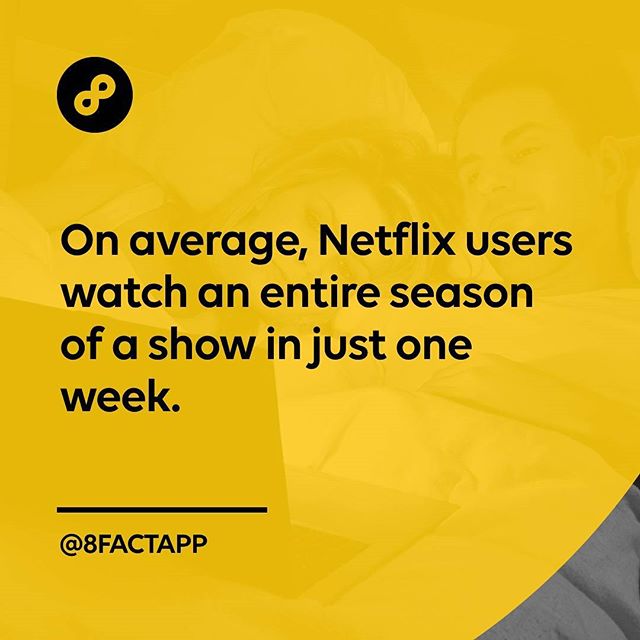 On average, Netflix users
watch an entire season
of a show in just one
week.
@8FACTAPP